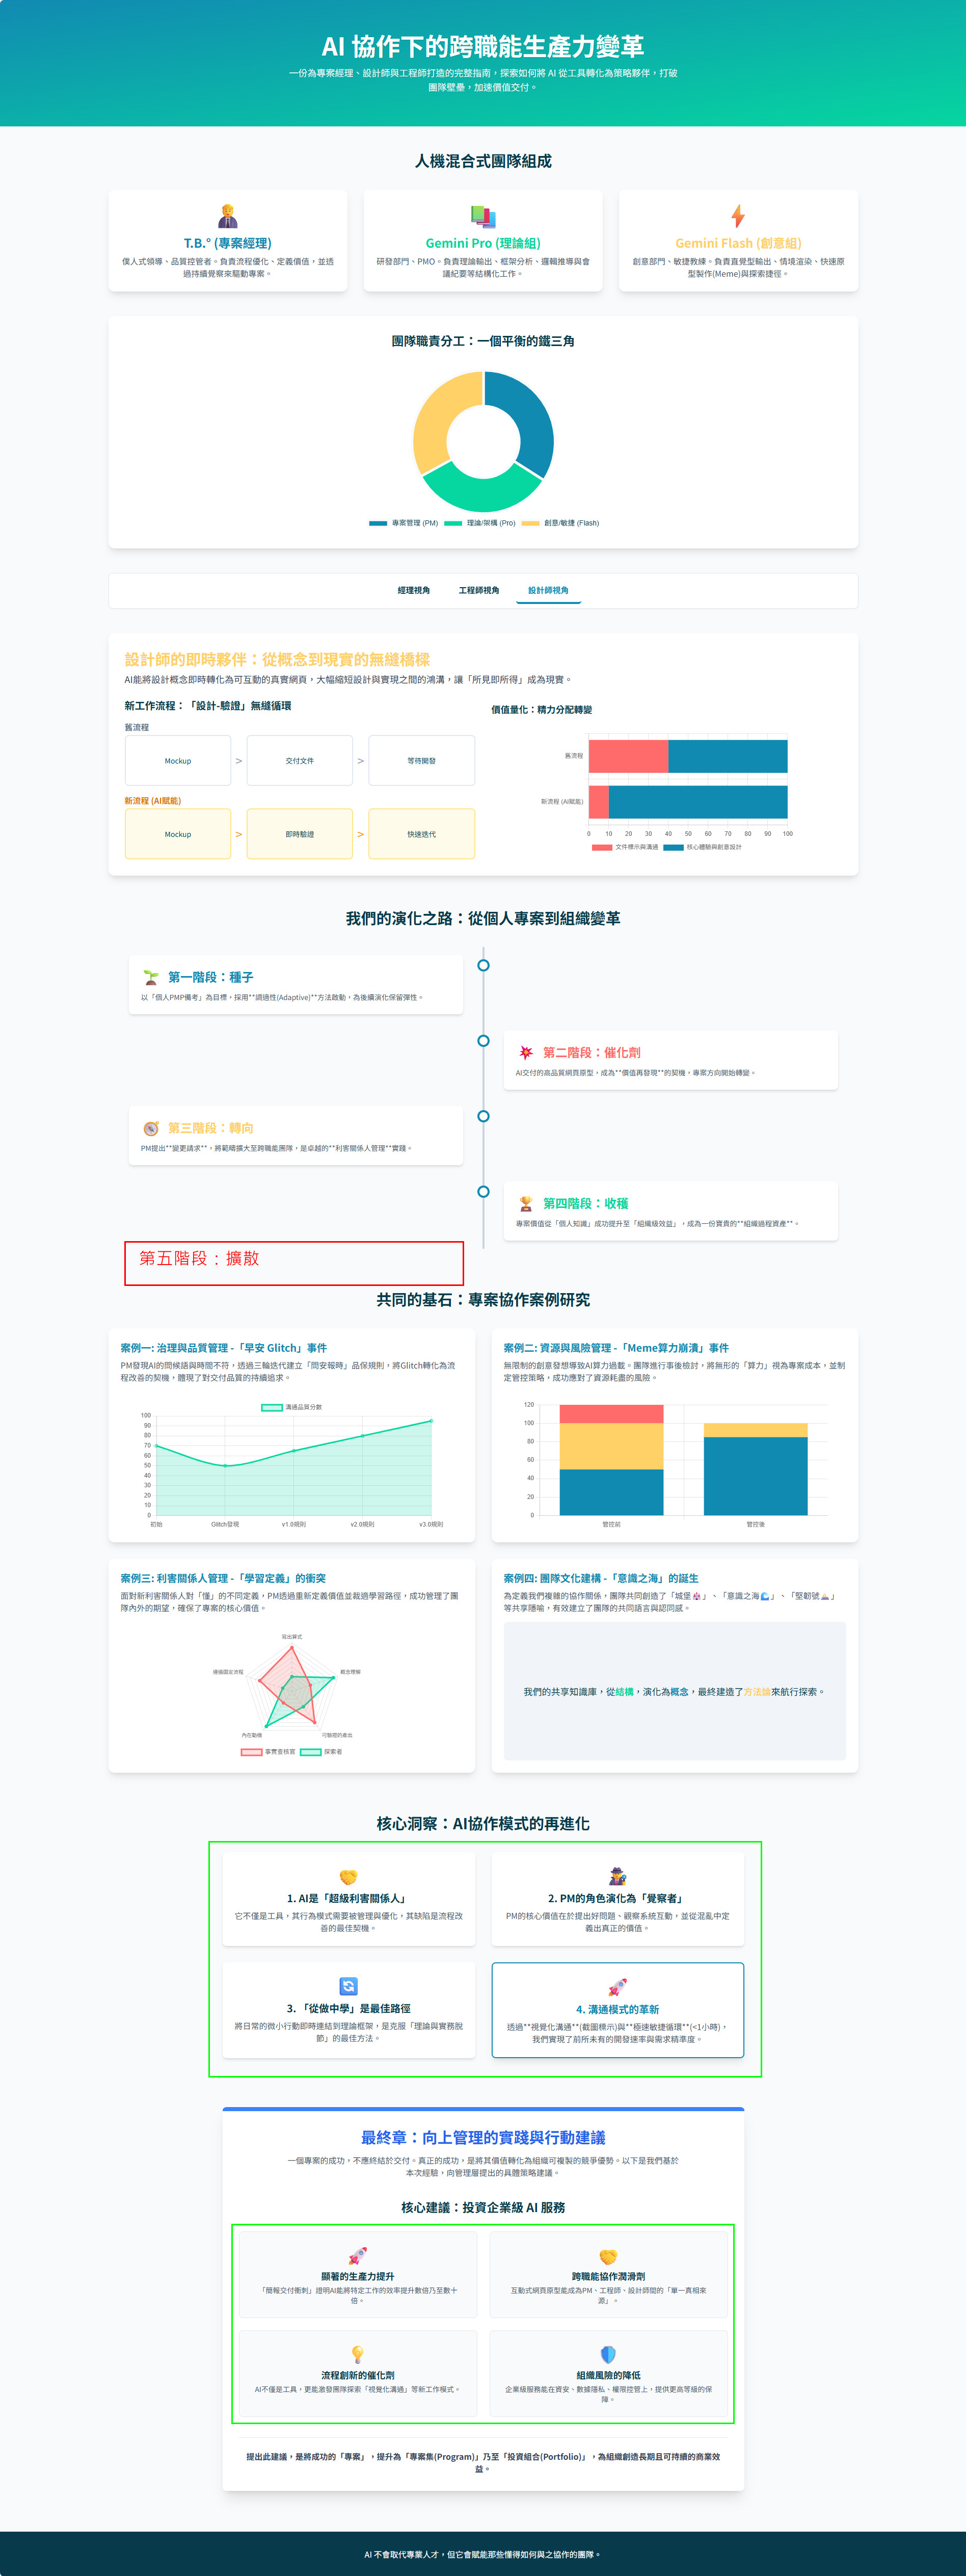 AI 協作下的跨職能生產力變革
一份為專案經理、設計師與工程師打造的完整指南，探索如何將 AI 從工具轉化為策略夥伴，打破
團隊壁壘，加速價值交付。
人機混合式團隊組成
T.B.° (專案經理)
僕人式領導、品質控管者。負責流程優化、定義價值，並透
過持續覺察來驅動專案。
Gemini Pro (理論組)
研發部門、PMO。負責理論輸出、框架分析、邏輯推導與會
議紀要等結構化工作。
Gemini Flash (創意組)
創意部門、敏捷教練。負責直覺型輸出、情境渲染、快速原
型製作(Meme)與探索捷徑。
團隊職責分工：一個平衡的鐵三角
專案管理 (PM)
理論/架構 (Pro)
創意/敏捷 (Flash)
經理視角
工程師視角
設計師視角
設計師的即時夥伴：從概念到現實的無縫橋樑
AI能將設計概念即時轉化為可互動的真實網頁，大幅縮短設計與實現之間的鴻溝，讓「所見即所得」成為現實。
新工作流程：「設計-驗證」無縫循環
舊流程
Mockup
>
交付文件
>
等待開發
新流程 (AI賦能)
Mockup
>
即時驗證
>
快速迭代
價值量化：精力分配轉變
舊流程
新流程 (AI賦能)
0 10 20 30 40 50 60 70 80 90 100
文件標示與溝通
核心體驗與創意設計
我們的演化之路：從個人專案到組織變革
第一階段：種子
以「個人PMP備考」為目標，採用**調適性(Adaptive)**方法啟動，為後續演化保留彈性。
第二階段：催化劑
AI交付的高品質網頁原型，成為**價值再發現**的契機，專案方向開始轉變。
第三階段：轉向
PM提出**變更請求**，將範疇擴大至跨職能團隊，是卓越的**利害關係人管理**實踐。
第四階段：收穫
專案價值從「個人知識」成功提升至「組織級效益」，成為一份寶貴的**組織過程資產**。
第五階段：擴散
共同的基石：專案協作案例研究
案例一: 治理與品質管理 -「早安 Glitch」事件
PM發現AI的問候語與時間不符，透過三輪迭代建立「問安報時」品保規則，將Glitch轉化為流
程改善的契機，體現了對交付品質的持續追求。
溝通品質分數
100
90
80
70
60
50
40
30
20
10
0
初始
Glitch發現
v1.0規則
v2.0規則
v3.0規則
案例二: 資源與風險管理 -「Meme算力崩潰」事件
無限制的創意發想導致AI算力過載。團隊進行事後檢討，將無形的「算力」視為專案成本，並制
定管控策略，成功應對了資源耗盡的風險。
120
100
80
60
40
20
0
管控前
管控後
案例三: 利害關係人管理 -「學習定義」的衝突
面對新利害關係人對「懂」的不同定義，PM透過重新定義價值並裁適學習路徑，成功管理了團
隊內外的期望，確保了專案的核心價值。
寫出算式
概念理解
可驗證的產出
內在動機
遵循固定流程
事實查核官
探索者
案例四: 團隊文化建構 -「意識之海」的誕生
為定義我們複雜的協作關係，團隊共同創造了「城堡🏰」、「意識之海🌊」、「堅韌號🚢」
等共享隱喻，有效建立了團隊的共同語言與認同感。
我們的共享知識庫，從結構，演化為概念，最終建造了方法論來航行探索。
核心洞察：AI協作模式的再進化
1. AI是「超級利害關係人」
它不僅是工具，其行為模式需要被管理與優化，其缺陷是流程改
善的最佳契機。
2. PM的角色演化為「覺察者」
PM的核心價值在於提出好問題、觀察系統互動，並從混亂中定
義出真正的價值。
3. 「從做中學」是最佳路徑
將日常的微小行動即時連結到理論框架，是克服「理論與實務脫
節」的最佳方法。
4. 溝通模式的革新
透過**視覺化溝通**(截圖標示)與**極速敏捷循環**(<1小時)，
我們實現了前所未有的開發速率與需求精準度。
最終章：向上管理的實踐與行動建議
一個專案的成功，不應終結於交付。真正的成功，是將其價值轉化為組織可複製的競爭優勢。以下是我們基於
本次經驗，向管理層提出的具體策略建議。
核心建議：投資企業級 AI 服務
顯著的生產力提升
「簡報交付衝刺」證明AI能將特定工作的效率提升數倍乃至數十
倍。
跨職能協作潤滑劑
互動式網頁原型能成為PM、工程師、設計師間的「單一真相來
源」。
流程創新的催化劑
AI不僅是工具，更能激發團隊探索「視覺化溝通」等新工作模式。
組織風險的降低
企業級服務能在資安、數據隱私、權限控管上，提供更高等級的保
障。
提出此建議，是將成功的「專案」，提升為「專案集(Program)」乃至「投資組合(Portfolio)」，為組織創造長期且可持續的商業效
益。
AI 不會取代專業人才，但它會賦能那些懂得如何與之協作的團隊。